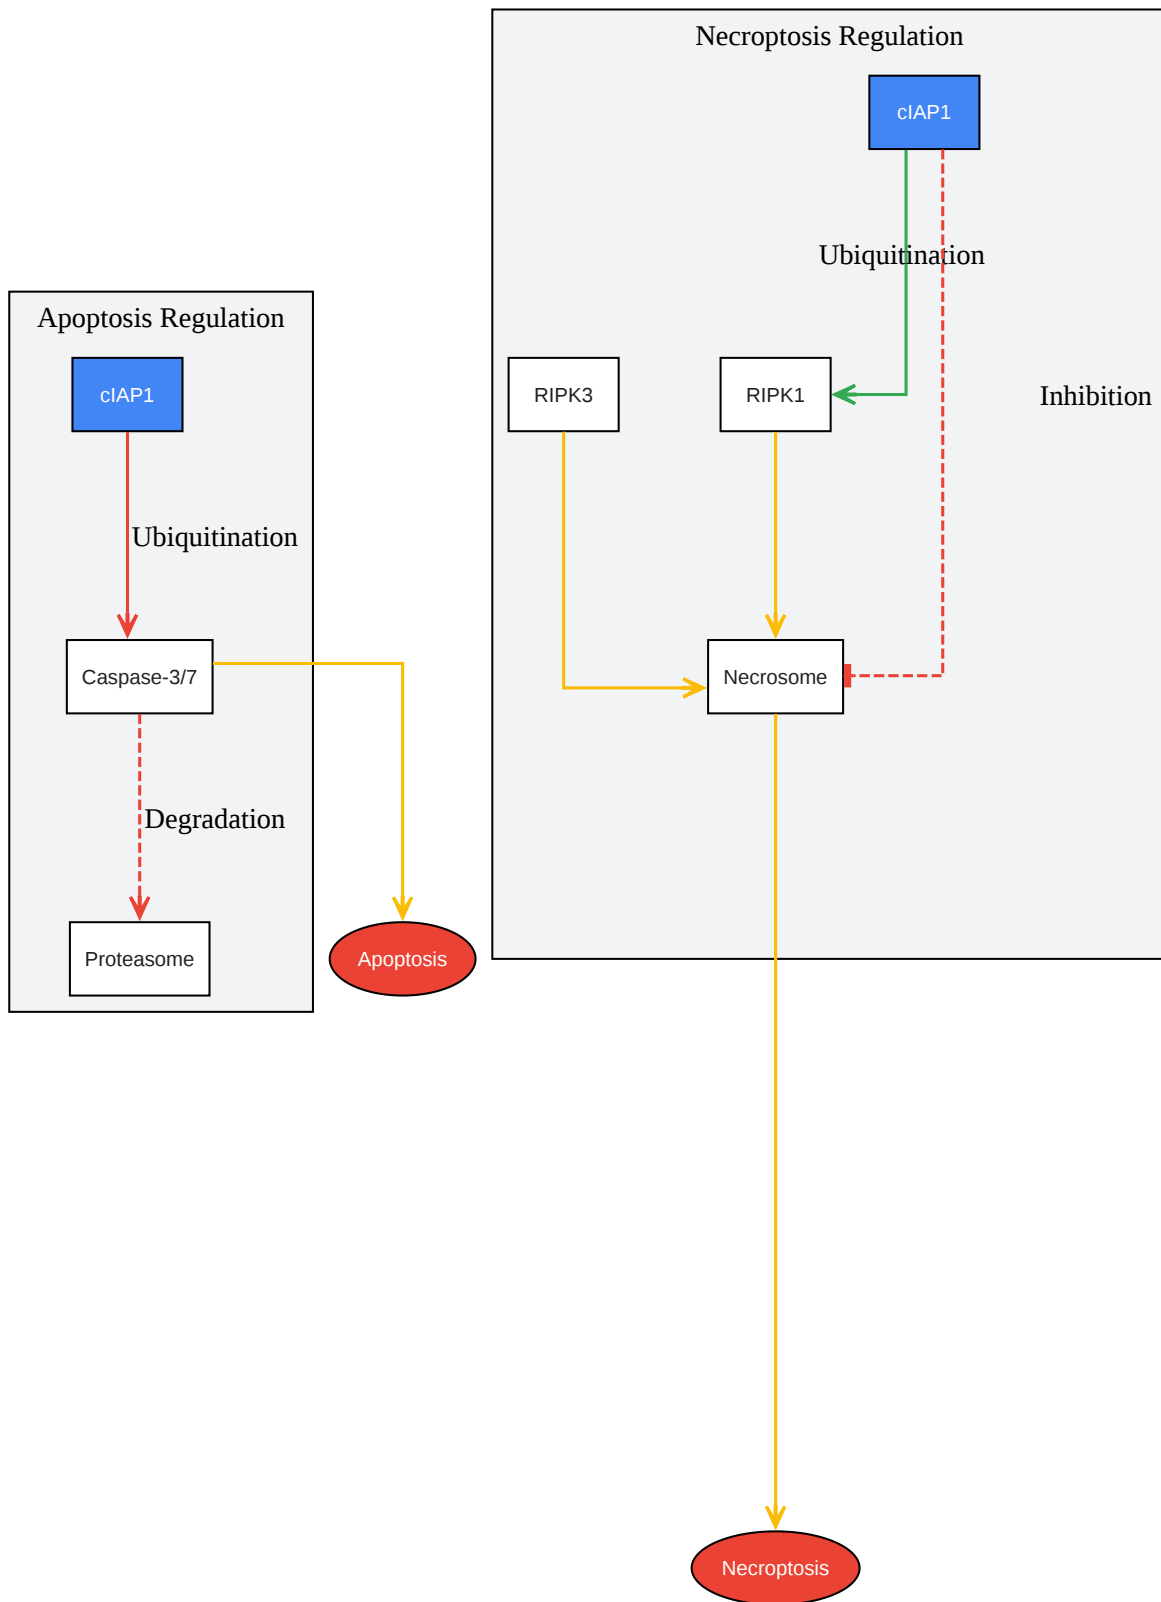 Necroptosis Regulation
cIAP1
Ubiquitination
Apoptosis Regulation
cIAP1
RIPK3
RIPK1
Inhibition
Ubiquitination
Caspase-3/7
Necrosome
Degradation
Proteasome
Apoptosis
Necroptosis